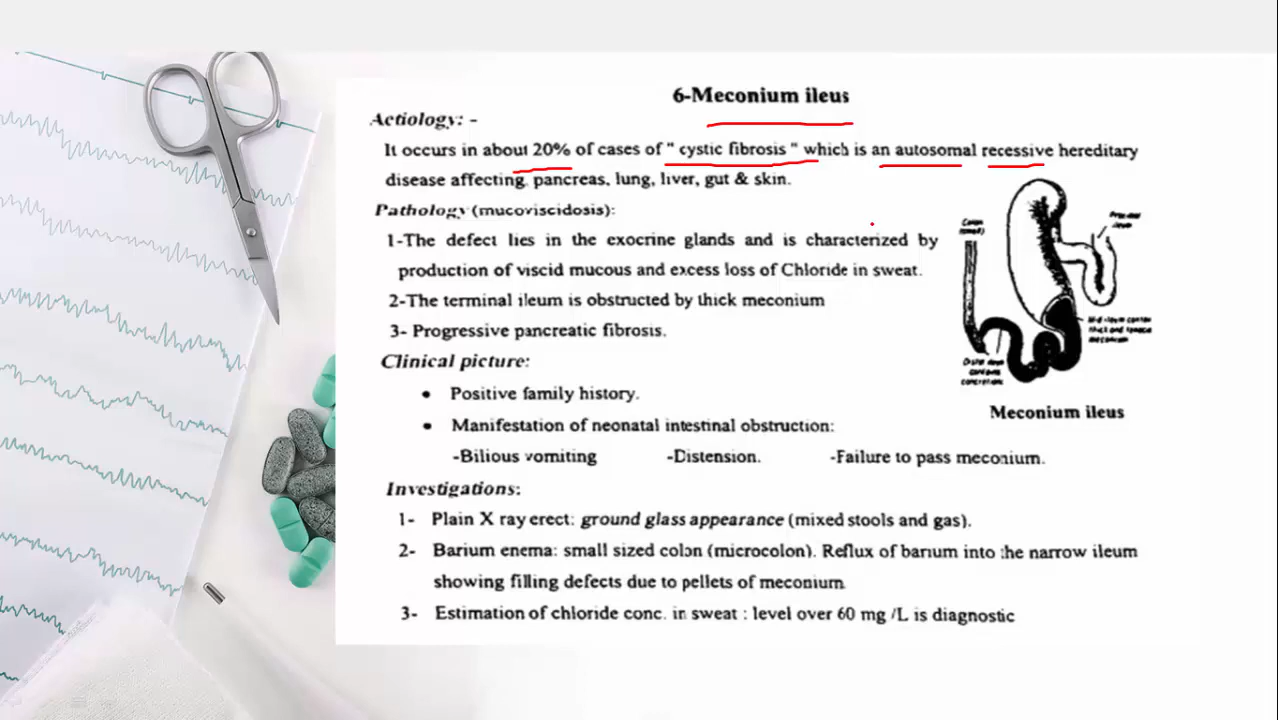 6-Meconium ileus
Aetiology: -
It occurs in about 20% of cases of " cystic fibrosis " which is an autosomal recessive hereditary
disease affecting, pancreas, lung, liver, gut & skin.
Pathology (mucoviscidosis):
1-The defect lies in the exocrine glands and is characterized by
production of viscid mucous and excess loss of Chloride in sweat.
2-The terminal ileum is obstructed by thick meconium
3- Progressive pancreatic fibrosis.
Colon
(small)
Meconium ileus
Clinical picture:
• Positive family history.
• Manifestation of neonatal intestinal obstruction:
-Bilious vomiting -Distension. -Failure to pass meconium.
Investigations:
1- Plain X ray erect: ground glass appearance (mixed stools and gas).
2- Barium enema: small sized colon (microcolon). Reflux of barium into the narrow ileum
showing filling defects due to pellets of meconium
3- Estimation of chloride conc. in sweat : level over 60 mg /L is diagnostic